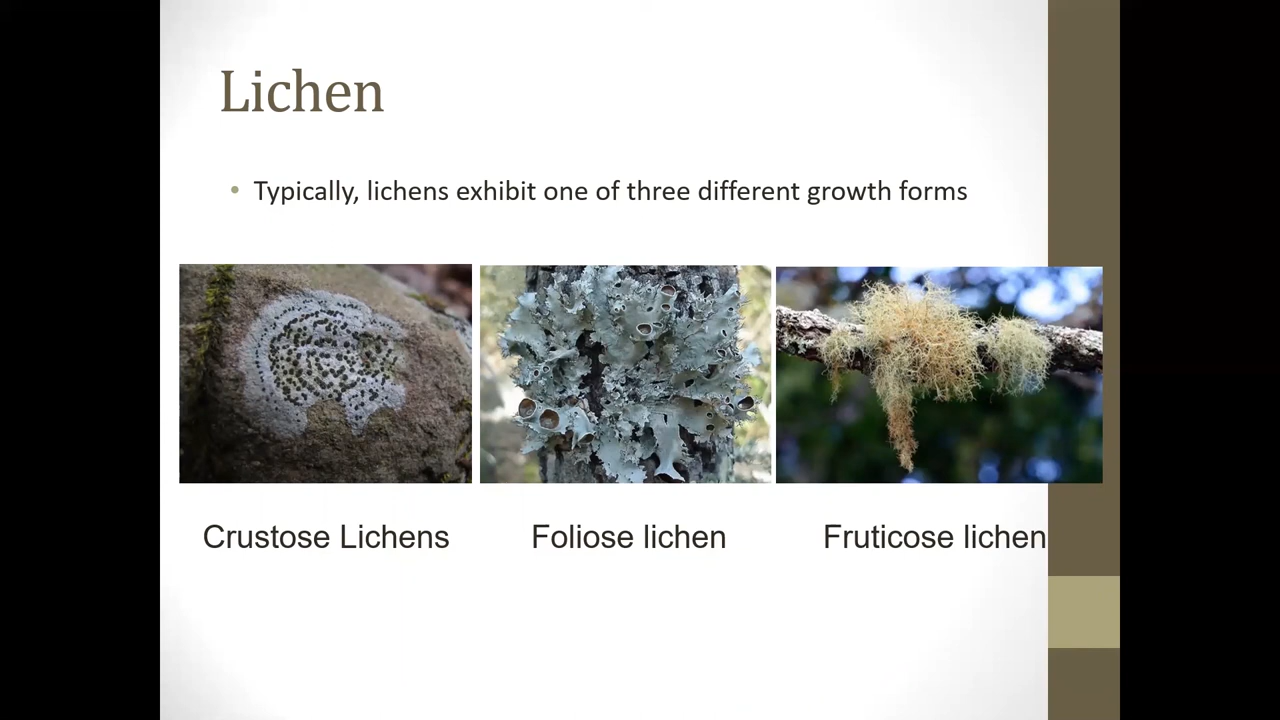 Lichen
• Typically, lichens exhibit one of three different growth forms
Crustose Lichens
Foliose lichen
Fruticose lichen